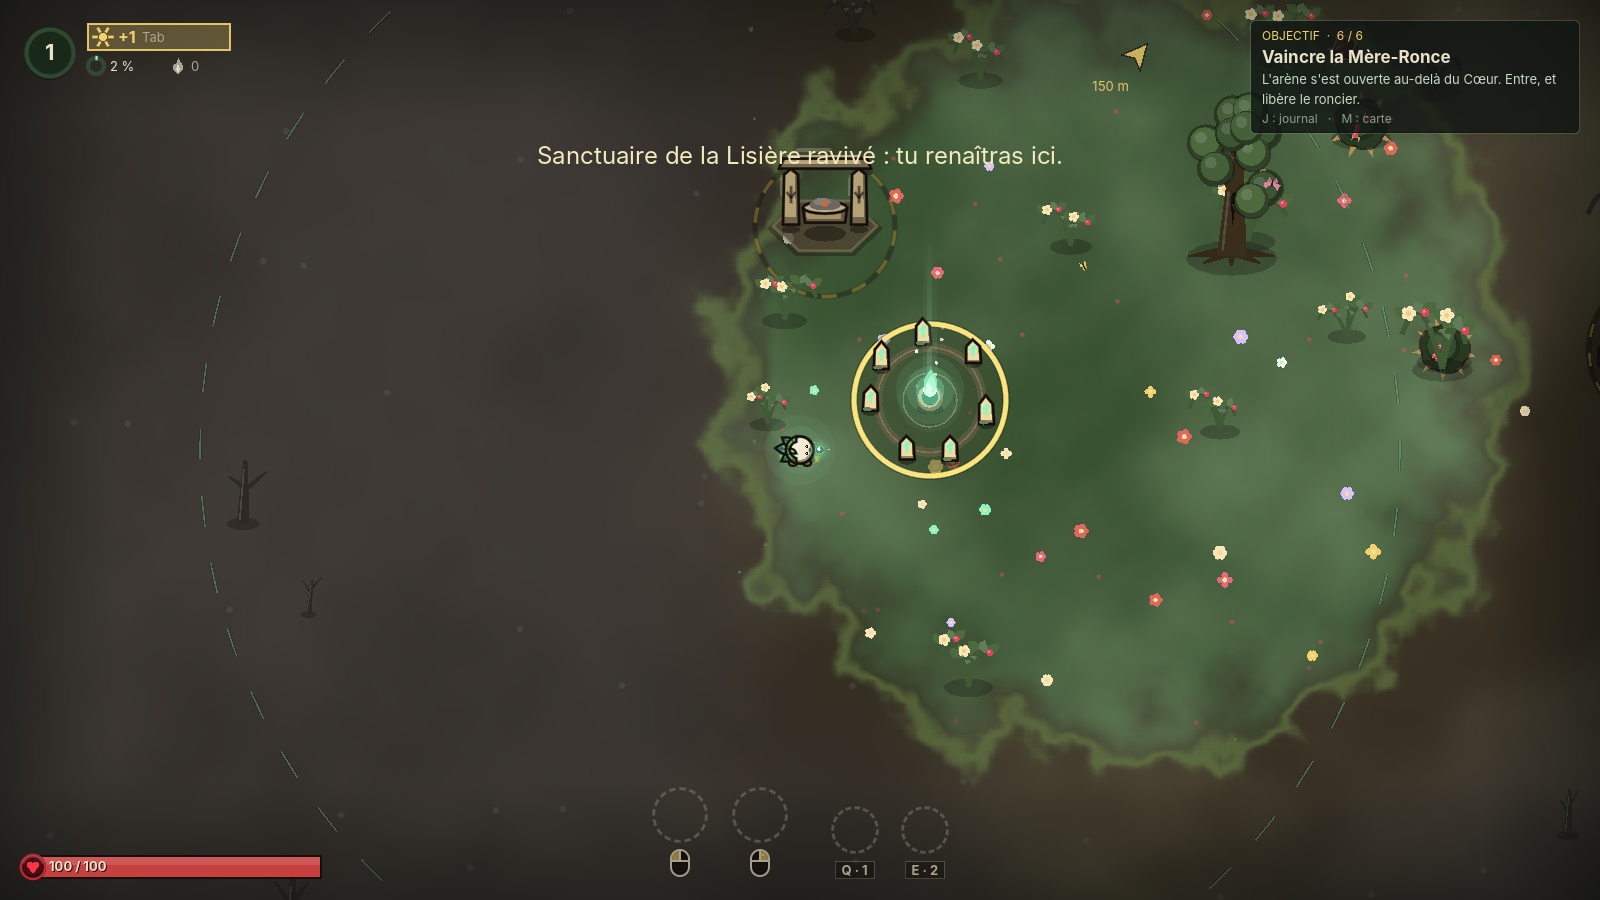 1
+1 Tab
2 %
0
150 m
OBJECTIF · 6 / 6
Vaincre la Mère-Ronce
L'arène s'est ouverte au-delà du Cœur. Entre, et
libère le roncier.
J : journal · M : carte
Sanctuaire de la Lisière ravivé : tu renaîtras ici.
100 / 100
Q · 1
E · 2